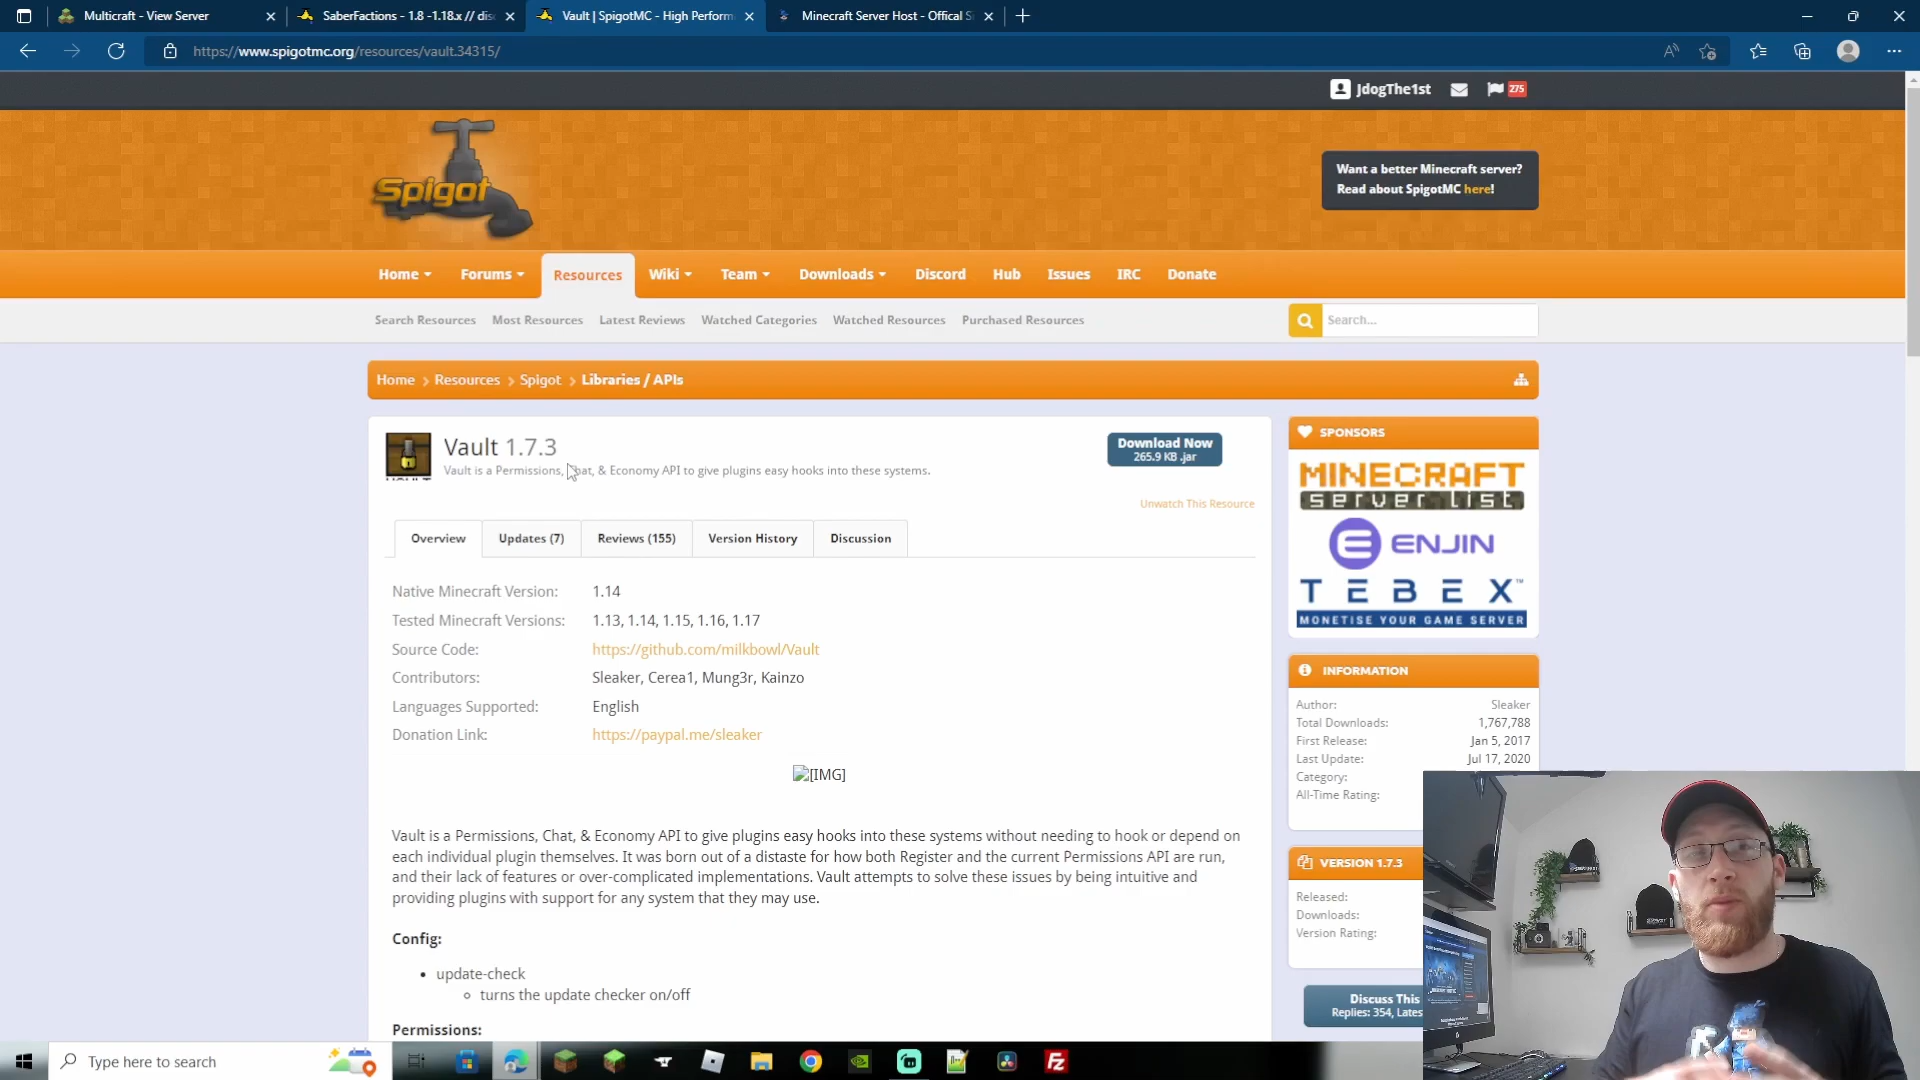 Multicraft - View Server
SaberFactions - 1.8 -1.18.x // dis
Vault | SpigotMC - High Perform
Minecraft Server Host - Offical S
https://www.spigotmc.org/resources/vault.34315/
JdogThe1st
275
Spigot
Want a better Minecraft server?
Read about SpigotMC here!
Home Forums Resources Wiki Team Downloads Discord Hub Issues IRC Donate
Search Resources Most Resources Latest Reviews Watched Categories Watched Resources Purchased Resources
Search...
Home Resources Spigot Libraries / APIs
Vault 1.7.3
Vault is a Permissions, Chat, & Economy API to give plugins easy hooks into these systems.
Download Now
265.9 KB .jar
Unwatch This Resource
Overview Updates (7) Reviews (155) Version History Discussion
Native Minecraft Version: 1.14
Tested Minecraft Versions: 1.13, 1.14, 1.15, 1.16, 1.17
Source Code: https://github.com/milkbowl/Vault
Contributors: Sleaker, Cerea1, Mung3r, Kainzo
Languages Supported: English
Donation Link: https://paypal.me/sleaker
[IMG]
Vault is a Permissions, Chat, & Economy API to give plugins easy hooks into these systems without needing to hook or depend on
each individual plugin themselves. It was born out of a distaste for how both Register and the current Permissions API are run,
and their lack of features or over-complicated implementations. Vault attempts to solve these issues by being intuitive and
providing plugins with support for any system that they may use.
Config:
• update-check
◦ turns the update checker on/off
Permissions:
SPONSORS
MINECRAFT
server list
ENJIN
TEBEX™
MONETISE YOUR GAME SERVER
INFORMATION
Author: Sleaker
Total Downloads: 1,767,788
First Release: Jan 5, 2017
Last Update: Jul 17, 2020
Category:
All-Time Rating:
VERSION 1.7.3
Released:
Downloads:
Version Rating:
Discuss This
Replies: 354, Lates
Type here to search